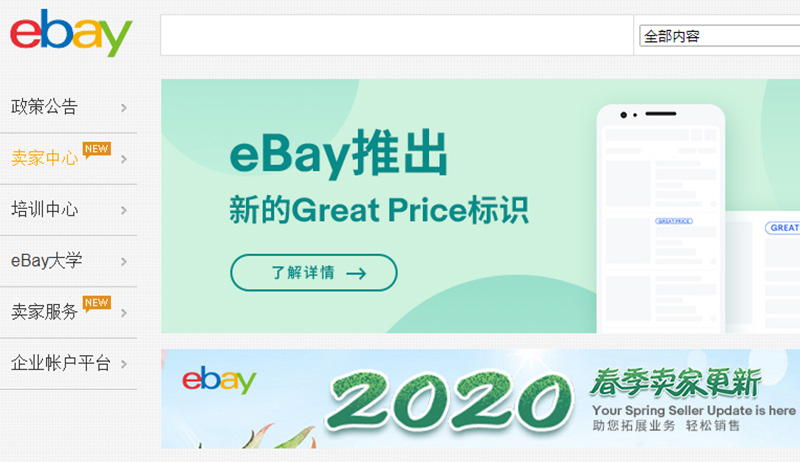 ebay
全部内容
政策公告
卖家中心 NEW
培训中心
eBay大学
卖家服务 NEW
企业帐户平台
eBay推出
新的Great Price标识
了解详情 →
GREAT PRICE
GREAT
ebay
2020
春季卖家更新
Your Spring Seller Update is here
助您拓展业务 轻松销售